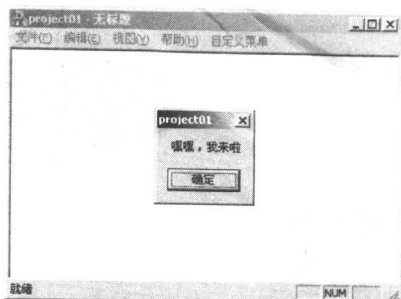 project01 - 无标题
文件(F) 编辑(E) 视图(V) 帮助(H) 自定义菜单
project01
嘿嘿，我来啦
确定
就绪
NUM